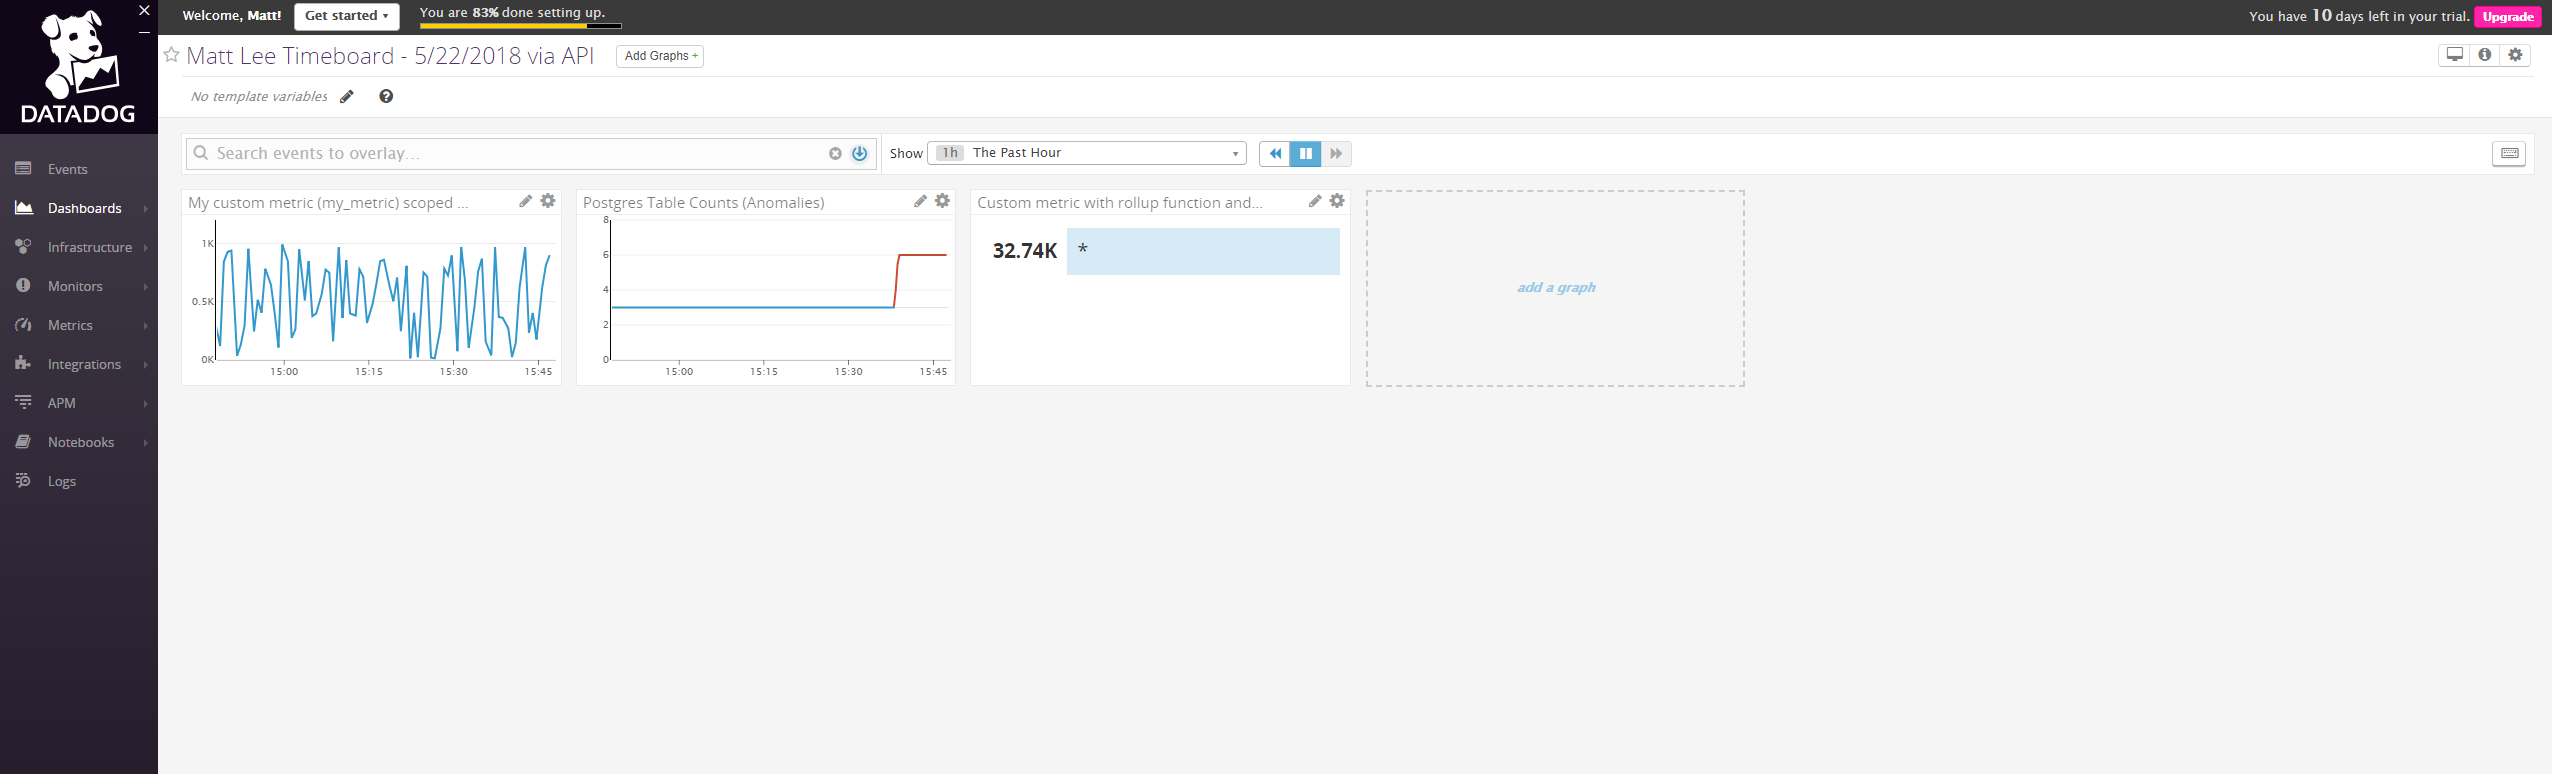 Welcome, Matt! Get started You are 83% done setting up. You have 10 days left in your trial. Upgrade
DATADOG
Matt Lee Timeboard - 5/22/2018 via API Add Graphs +
No template variables
Search events to overlay... Show 1h The Past Hour
Events
Dashboards
Infrastructure
Monitors
Metrics
Integrations
APM
Notebooks
Logs
My custom metric (my_metric) scoped ...
1K
0.5K
0K
15:00 15:15 15:30 15:45
Postgres Table Counts (Anomalies)
8
6
4
2
0
15:00 15:15 15:30 15:45
Custom metric with rollup function and...
32.74K *
add a graph